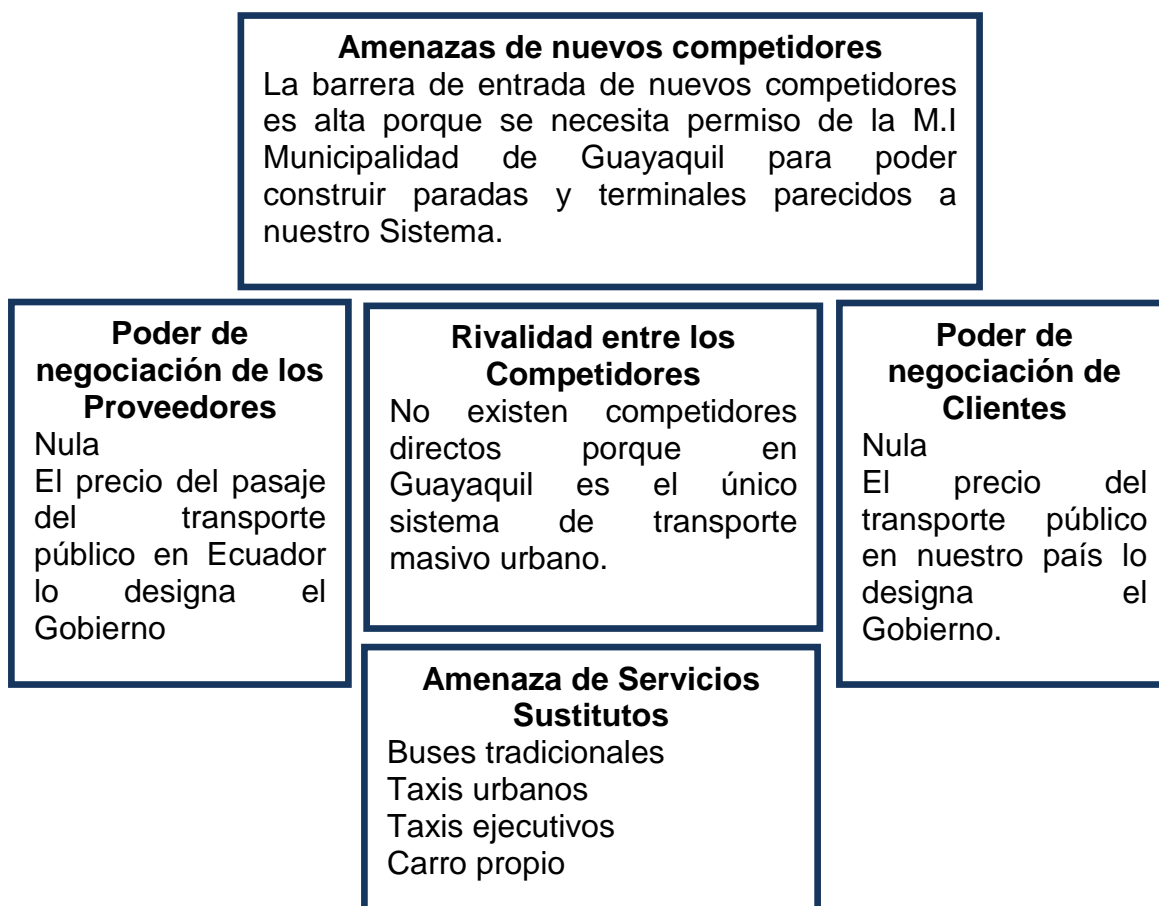 Amenazas de nuevos competidores
La barrera de entrada de nuevos competidores
es alta porque se necesita permiso de la M.I
Municipalidad de Guayaquil para poder
construir paradas y terminales parecidos a
nuestro Sistema.
Poder de
negociación de los
Proveedores
Nula
El precio del pasaje
del transporte
público en Ecuador
lo designa el
Gobierno
Rivalidad entre los
Competidores
No existen competidores
directos porque en
Guayaquil es el único
sistema de transporte
masivo urbano.
Poder de
negociación de
Clientes
Nula
El precio del
transporte público
en nuestro país lo
designa el
Gobierno.
Amenaza de Servicios
Sustitutos
Buses tradicionales
Taxis urbanos
Taxis ejecutivos
Carro propio